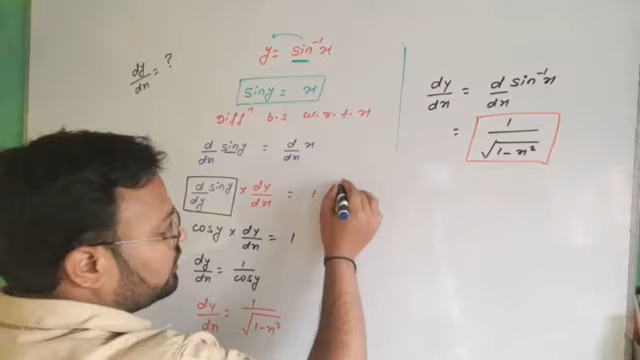 dy/dx = ?
y = sin⁻¹x
siny = x
Diffⁿ b.s w.r.t.x
d/dx siny = d/dx x
d/dy siny × dy/dx = 1
cosy × dy/dx = 1
dy/dx = 1/cosy
dy/dx = 1/√(1-x²)
dy/dx = d/dx sin⁻¹x
= 1/√(1-x²)